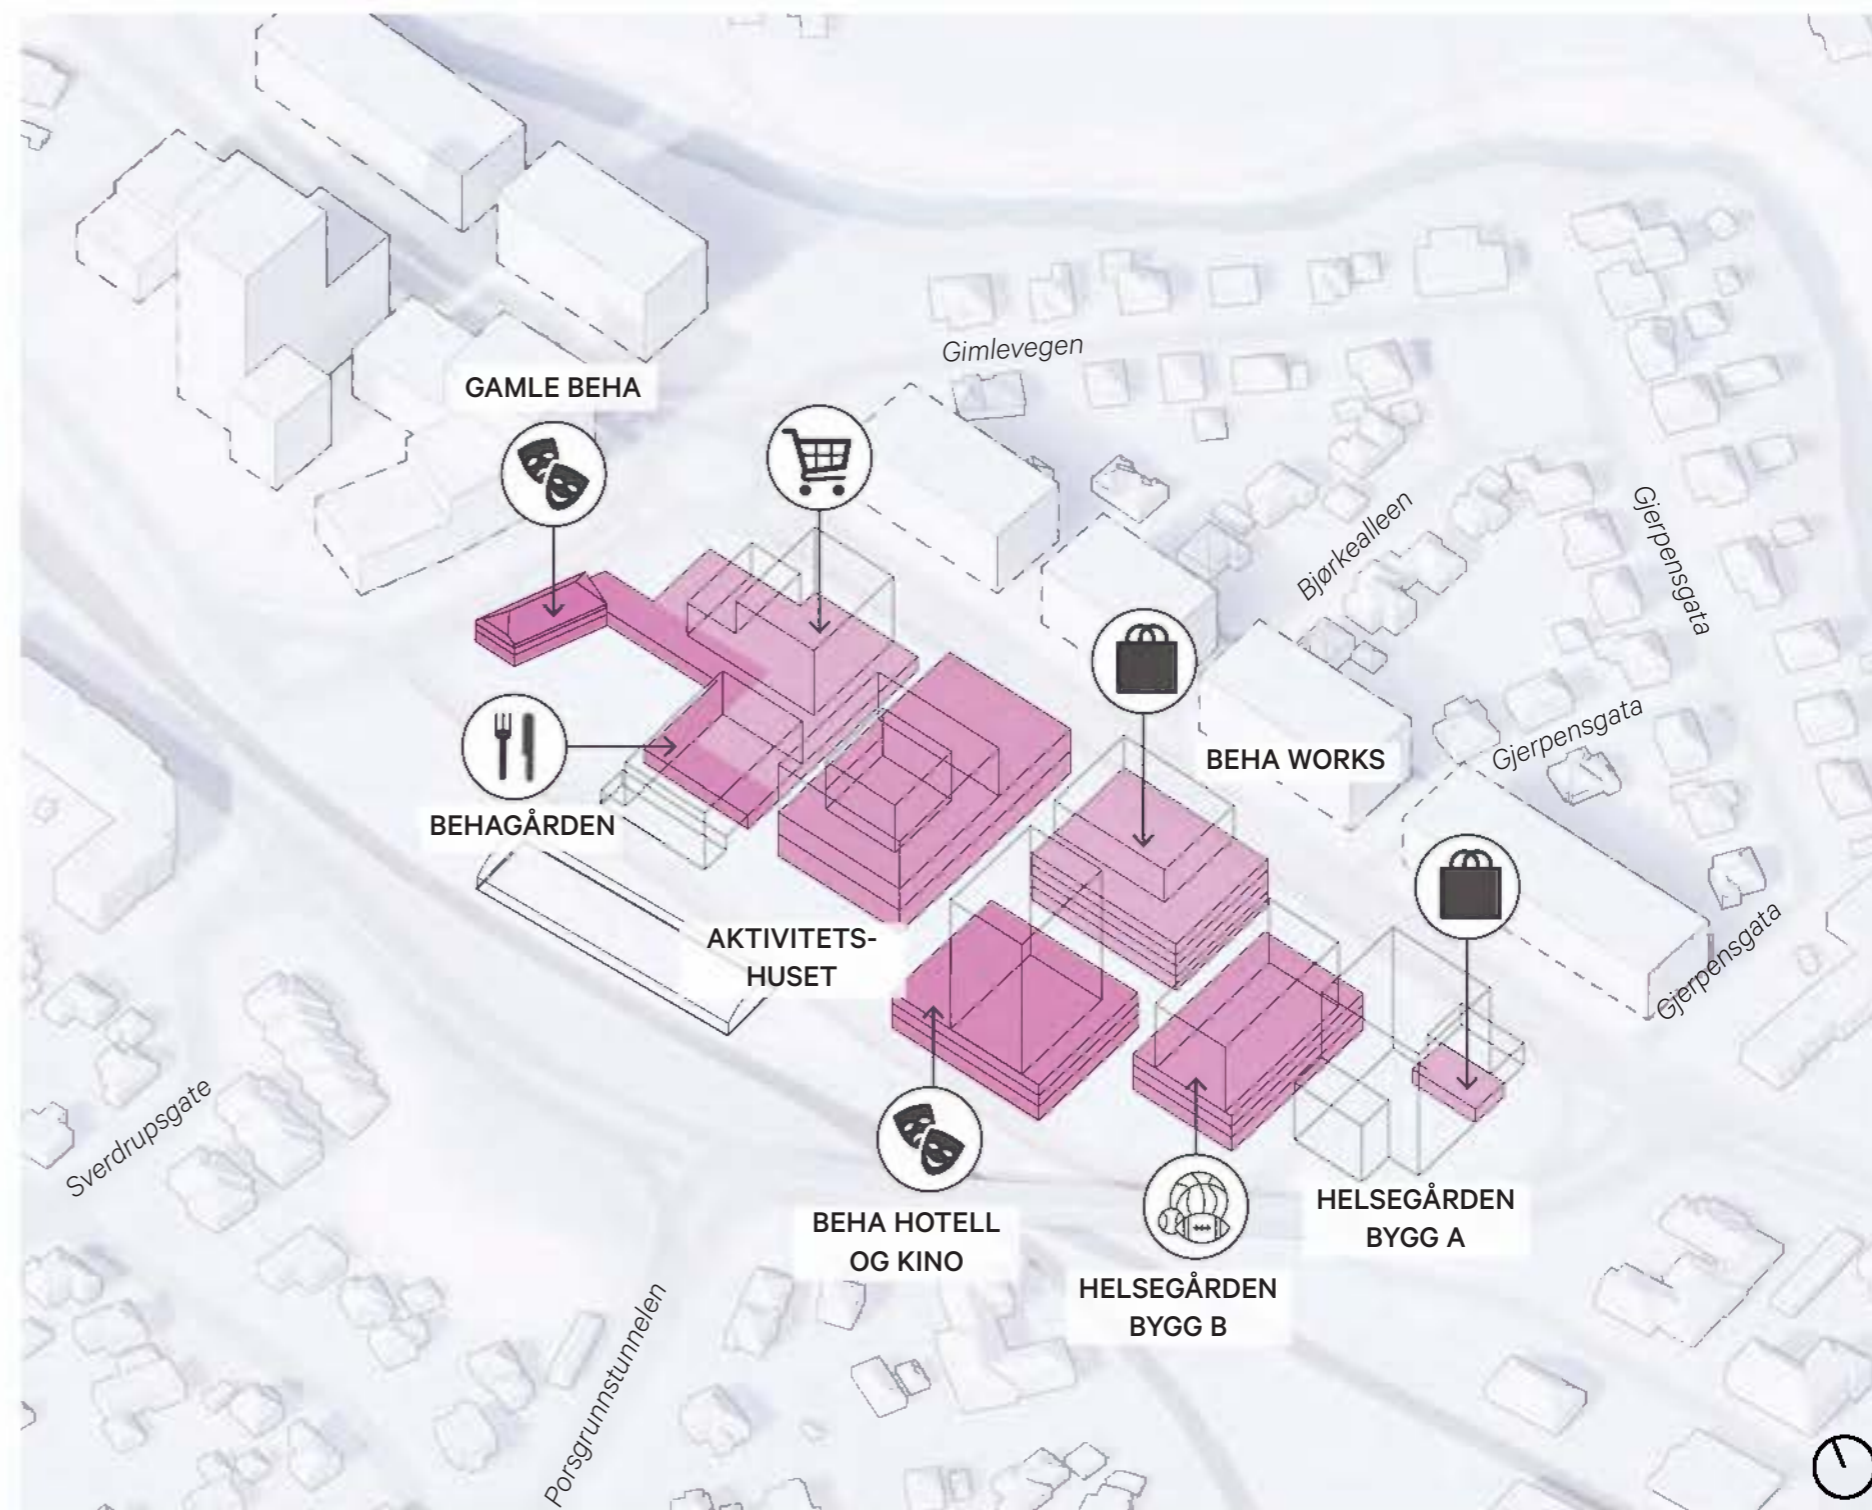 Gimlevegen
GAMLE BEHA
Bjørkealleen
Gjerpensgata
Gjerpensgata
BEHA WORKS
BEHAGÅRDEN
Gjerpensgata
AKTIVITETS-
HUSET
Sverdrupsgate
HELSEGÅRDEN
BYGG A
BEHA HOTELL
OG KINO
HELSEGÅRDEN
BYGG B
Porsgrunnstunnelen